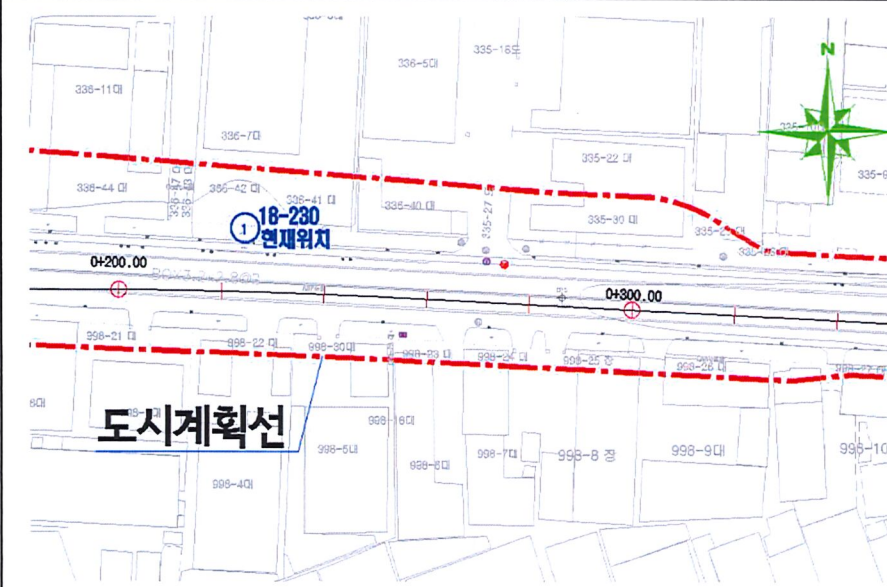 336-5대
336-11대
336-7대
335-22 대
N
336-44 대
336-42 대
336-41 대
336-40 대
335-27 도
335-30 대
1
18-230
현재위치
0+200.00
0+300.00
998-21 대
998-22 대
998-30대
998-23 대
998-24 대
998-25 장
998-26 대
도시계획선
998-16대
998-5대
998-4대
998-6대
998-7대
998-8 장
998-9대
998-10